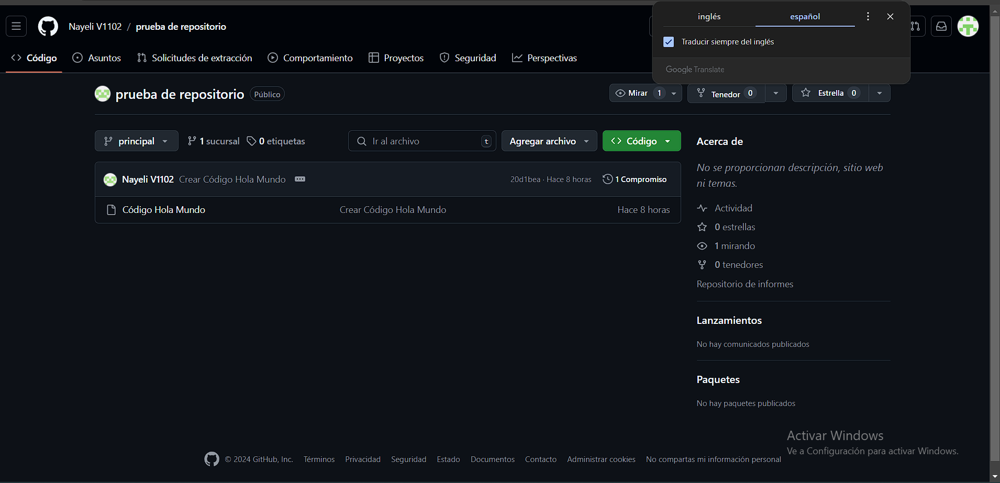 inglés español
Traducir siempre del inglés
Google Translate
Nayeli V1102 / prueba de repositorio
Código Asuntos Solicitudes de extracción Comportamiento Proyectos Seguridad Perspectivas
prueba de repositorio Público
Mirar 1 Tenedor 0 Estrella 0
principal 1 sucursal 0 etiquetas Ir al archivo t Agregar archivo Código
Nayeli V1102 Crear Código Hola Mundo 20d1bea · Hace 8 horas 1 Compromiso
Código Hola Mundo Crear Código Hola Mundo Hace 8 horas
Acerca de
No se proporcionan descripción, sitio web
ni temas.
Actividad
0 estrellas
1 mirando
0 tenedores
Repositorio de informes
Lanzamientos
No hay comunicados publicados
Paquetes
No hay paquetes publicados
Activar Windows
Ve a Configuración para activar Windows.
© 2024 GitHub, Inc. Términos Privacidad Seguridad Estado Documentos Contacto Administrar cookies No compartas mi información personal